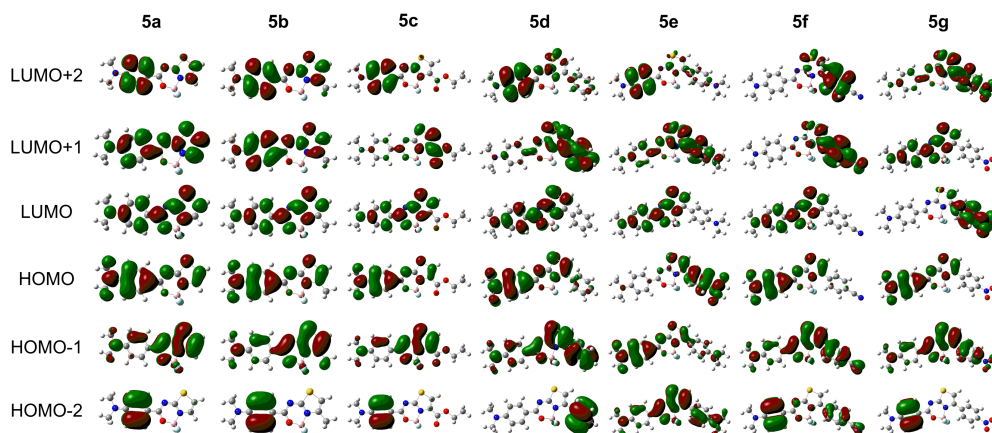 5a 5b 5c 5d 5e 5f 5g
LUMO+2
LUMO+1
LUMO
HOMO
HOMO-1
HOMO-2